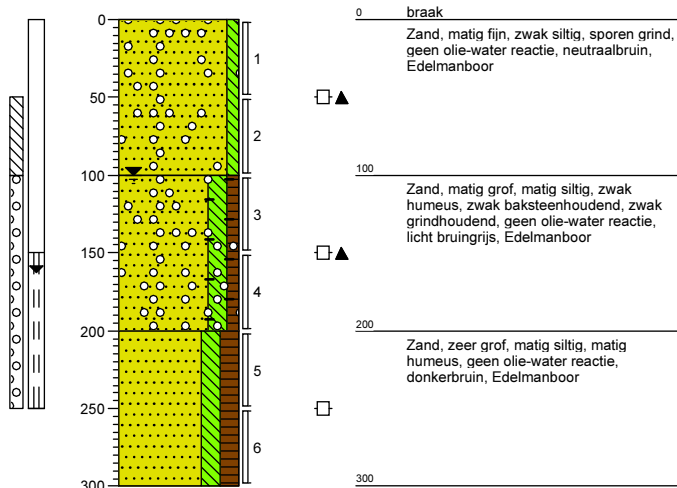 0
50
100
150
200
250
300
1
2
3
4
5
6
0
braak
Zand, matig fijn, zwak siltig, sporen grind,
geen olie-water reactie, neutraalbruin,
Edelmanboor
100
Zand, matig grof, matig siltig, zwak
humeus, zwak baksteenhoudend, zwak
grindhoudend, geen olie-water reactie,
licht bruingrijs, Edelmanboor
200
Zand, zeer grof, matig siltig, matig
humeus, geen olie-water reactie,
donkerbruin, Edelmanboor
300